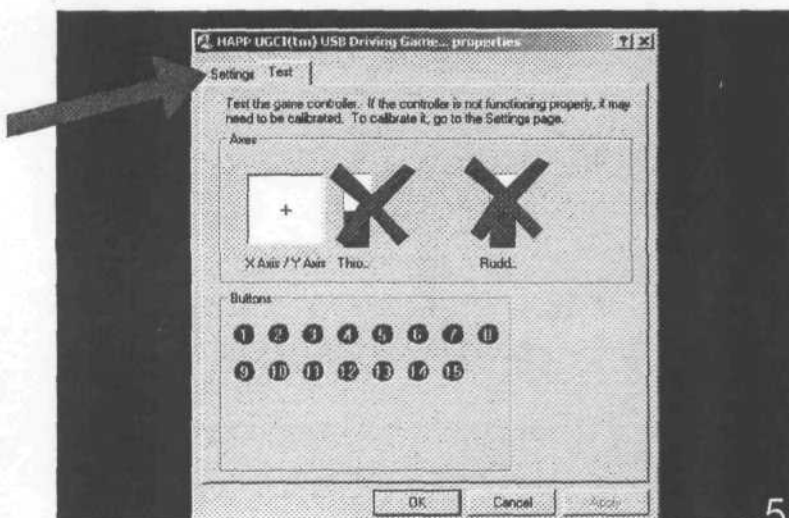 HAPP UGCI(tm) USB Driving Game... properties
Settings Test
Test the game controller. If the controller is not functioning properly, it may
need to be calibrated. To calibrate it, go to the Settings page.
Axes
X Axis / Y Axis Thro.. Rudd..
Buttons
1 2 3 4 5 6 7 8
9 10 11 12 13 14 15
OK Cancel Apply
5